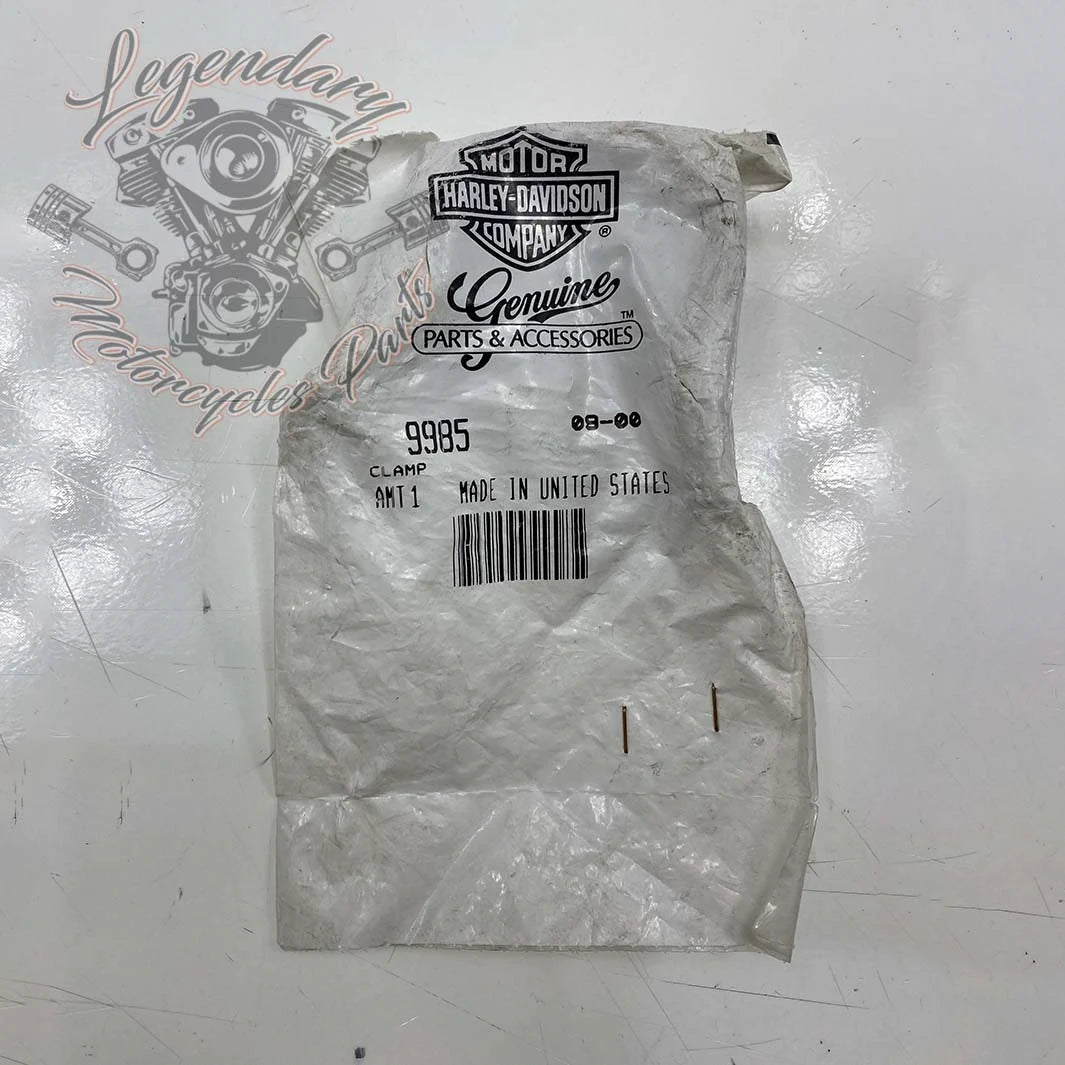 Legendary
Motorcycles Parts
MOTOR
HARLEY-DAVIDSON
COMPANY
®
Genuine
TM
PARTS & ACCESSORIES
9985
08-00
CLAMP
AMT 1 MADE IN UNITED STATES